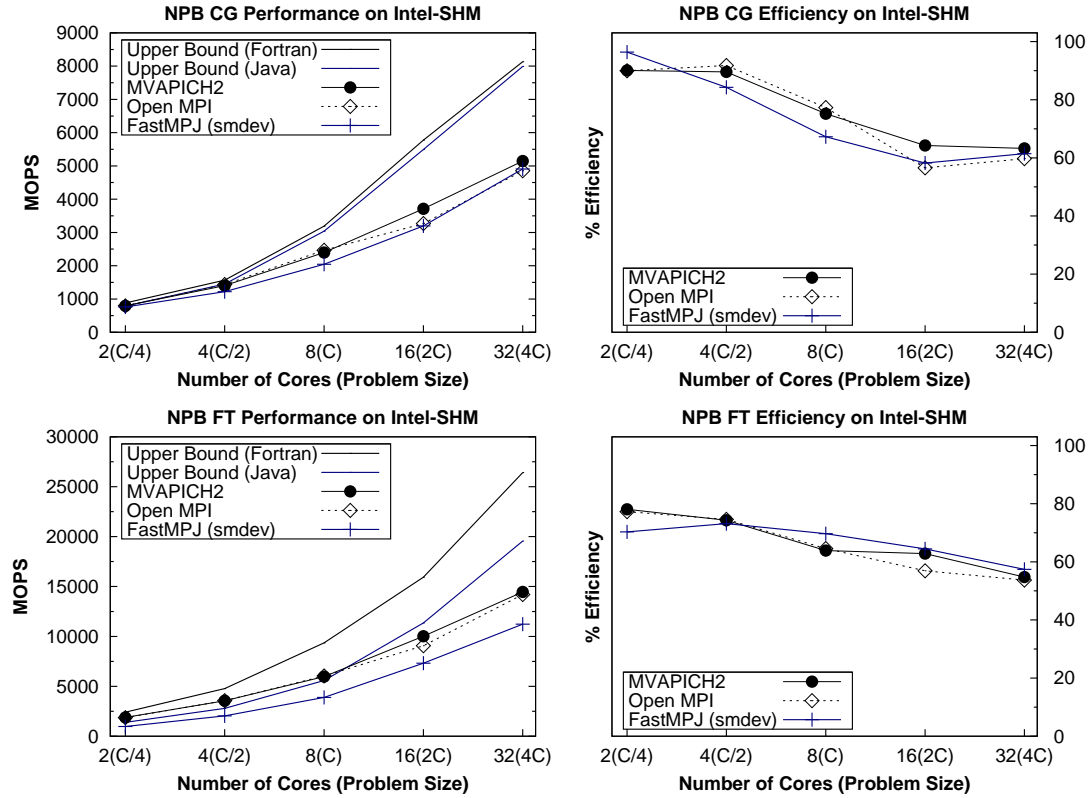 NPB CG Performance on Intel-SHM
MOPS
9000
8000
7000
6000
5000
4000
3000
2000
1000
0
Upper Bound (Fortran)
Upper Bound (Java)
MVAPICH2
Open MPI
FastMPJ (smdev)
2(C/4) 4(C/2) 8(C) 16(2C) 32(4C)
Number of Cores (Problem Size)
NPB CG Efficiency on Intel-SHM
% Efficiency
100
80
60
40
20
0
MVAPICH2
Open MPI
FastMPJ (smdev)
2(C/4) 4(C/2) 8(C) 16(2C) 32(4C)
Number of Cores (Problem Size)
NPB FT Performance on Intel-SHM
MOPS
30000
25000
20000
15000
10000
5000
0
Upper Bound (Fortran)
Upper Bound (Java)
MVAPICH2
Open MPI
FastMPJ (smdev)
2(C/4) 4(C/2) 8(C) 16(2C) 32(4C)
Number of Cores (Problem Size)
NPB FT Efficiency on Intel-SHM
% Efficiency
100
80
60
40
20
0
MVAPICH2
Open MPI
FastMPJ (smdev)
2(C/4) 4(C/2) 8(C) 16(2C) 32(4C)
Number of Cores (Problem Size)